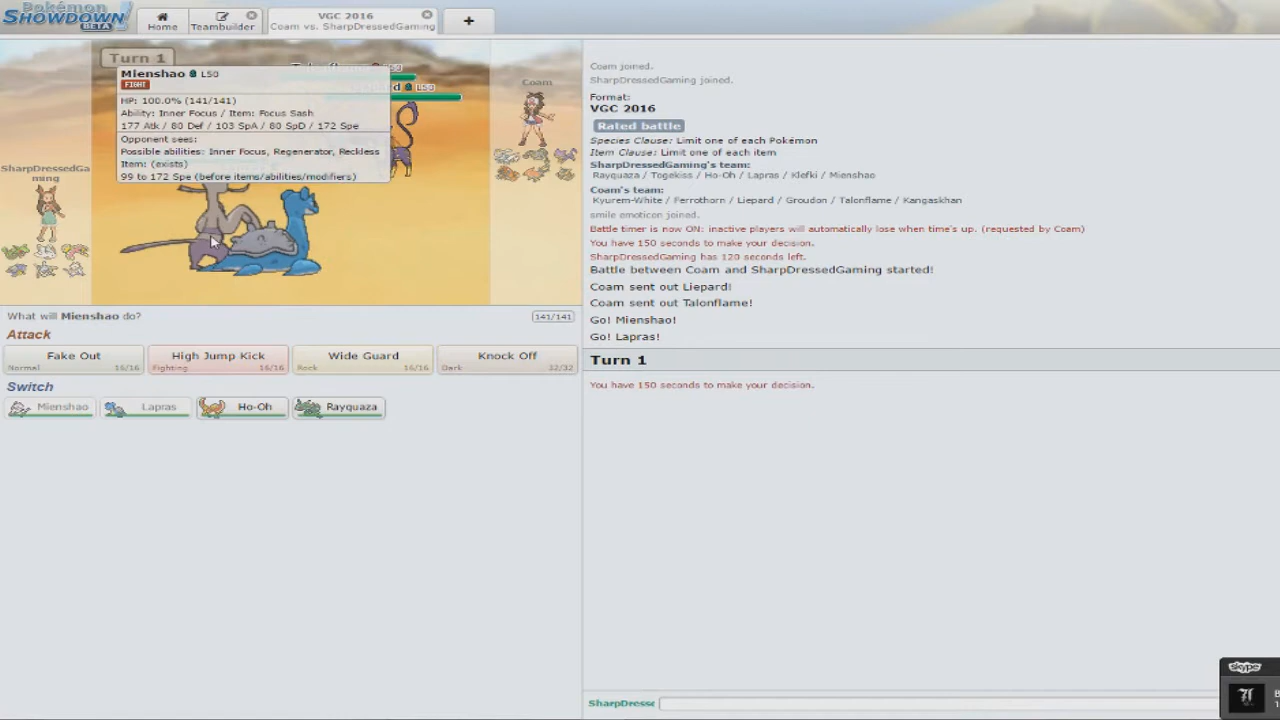 Pokémon
SHOWDOWN
BETA
Home
Teambuilder
VGC 2016
Coam vs. SharpDressedGaming
+
Turn 1
Mienshao L50
FIGHT
HP: 100.0% (141/141)
Ability: Inner Focus / Item: Focus Sash
177 Atk / 80 Def / 103 SpA / 80 SpD / 172 Spe
Opponent sees:
Possible abilities: Inner Focus, Regenerator, Reckless
Item: (exists)
99 to 172 Spe (before items/abilities/modifiers)
L50
Coam
SharpDressedGa
ming
What will Mienshao do?
141/141
Attack
Fake Out
Normal 16/16
High Jump Kick
Fighting 16/16
Wide Guard
Rock 16/16
Knock Off
Dark 32/32
Switch
Mienshao
Lapras
Ho-Oh
Rayquaza
Coam joined.
SharpDressedGaming joined.
Format:
VGC 2016
Rated battle
Species Clause: Limit one of each Pokémon
Item Clause: Limit one of each item
SharpDressedGaming's team:
Rayquaza / Togekiss / Ho-Oh / Lapras / Klefki / Mienshao
Coam's team:
Kyurem-White / Ferrothorn / Liepard / Groudon / Talonflame / Kangaskhan
smile emoticon joined.
Battle timer is now ON: inactive players will automatically lose when time's up. (requested by Coam)
You have 150 seconds to make your decision.
SharpDressedGaming has 120 seconds left.
Battle between Coam and SharpDressedGaming started!
Coam sent out Liepard!
Coam sent out Talonflame!
Go! Mienshao!
Go! Lapras!
Turn 1
You have 150 seconds to make your decision.
SharpDresse
skype